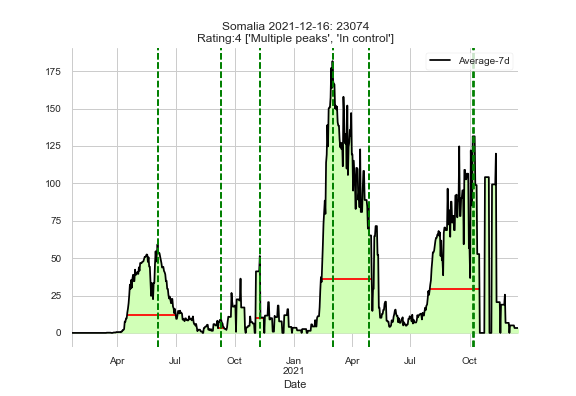 Somalia 2021-12-16: 23074
Rating:4 ['Multiple peaks', 'In control']
Average-7d
175
150
125
100
75
50
25
0
Apr
Jul
Oct
Jan
2021
Apr
Jul
Oct
Date